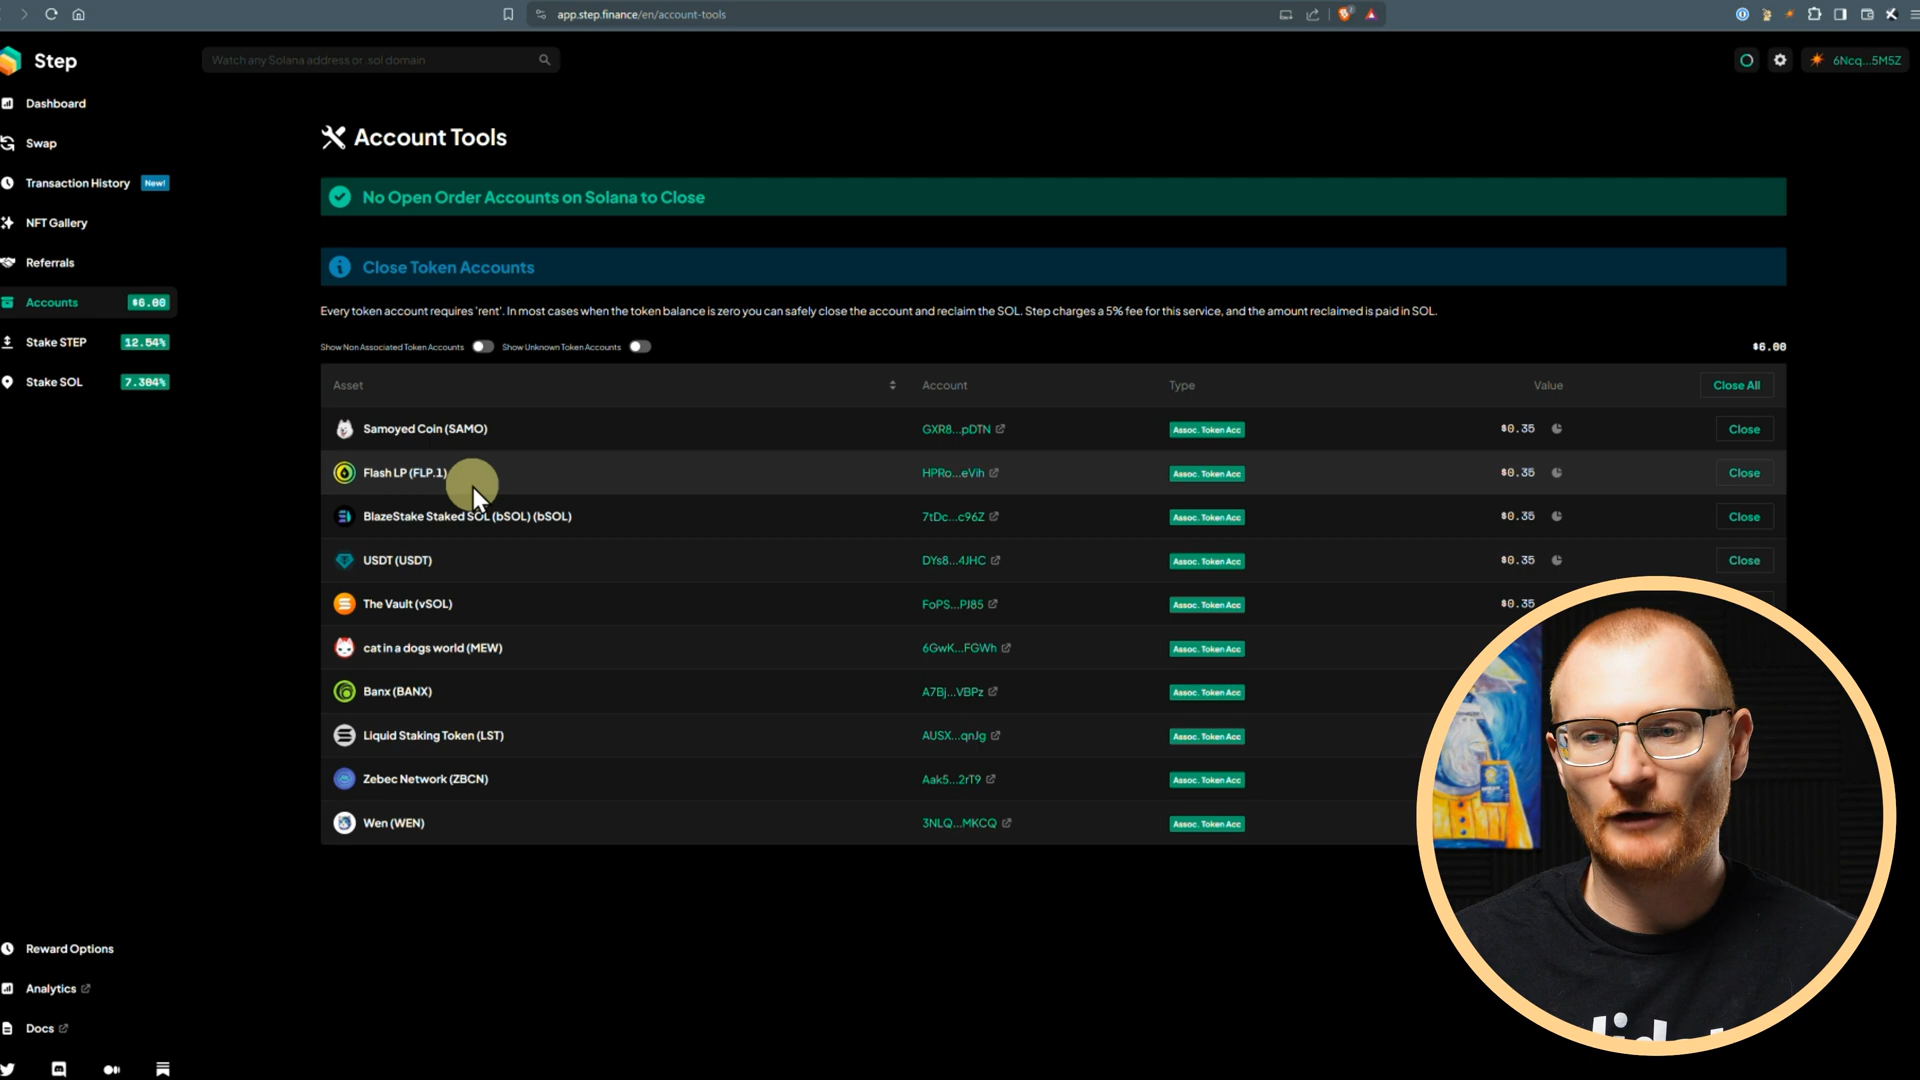 app.step.finance/en/account-tools
Step
Watch any Solana address or .sol domain
6Ncq...5M5Z
Dashboard
Swap
Transaction History New!
NFT Gallery
Referrals
Accounts $6.00
Stake STEP 12.54%
Stake SOL 7.304%
Account Tools
No Open Order Accounts on Solana to Close
Close Token Accounts
Every token account requires 'rent'. In most cases when the token balance is zero you can safely close the account and reclaim the SOL. Step charges a 5% fee for this service, and the amount reclaimed is paid in SOL.
Show Non Associated Token Accounts Show Unknown Token Accounts $6.00
Asset Account Type Value Close All
Samoyed Coin (SAMO) GXR8...pDTN Assoc. Token Acc $0.35 Close
Flash LP (FLP.1) HPRo...eVih Assoc. Token Acc $0.35 Close
BlazeStake Staked SOL (bSOL) (bSOL) 7tDc...c96Z Assoc. Token Acc $0.35 Close
USDT (USDT) DYs8...4JHC Assoc. Token Acc $0.35 Close
The Vault (vSOL) FoPS...PJ85 Assoc. Token Acc $0.35
cat in a dogs world (MEW) 6GwK...FGWh Assoc. Token Acc
Banx (BANX) A7Bj...VBPz Assoc. Token Acc
Liquid Staking Token (LST) AUSX...qnJg Assoc. Token Acc
Zebec Network (ZBCN) Aak5...2rT9 Assoc. Token Acc
Wen (WEN) 3NLQ...MKCQ Assoc. Token Acc
Reward Options
Analytics
Docs